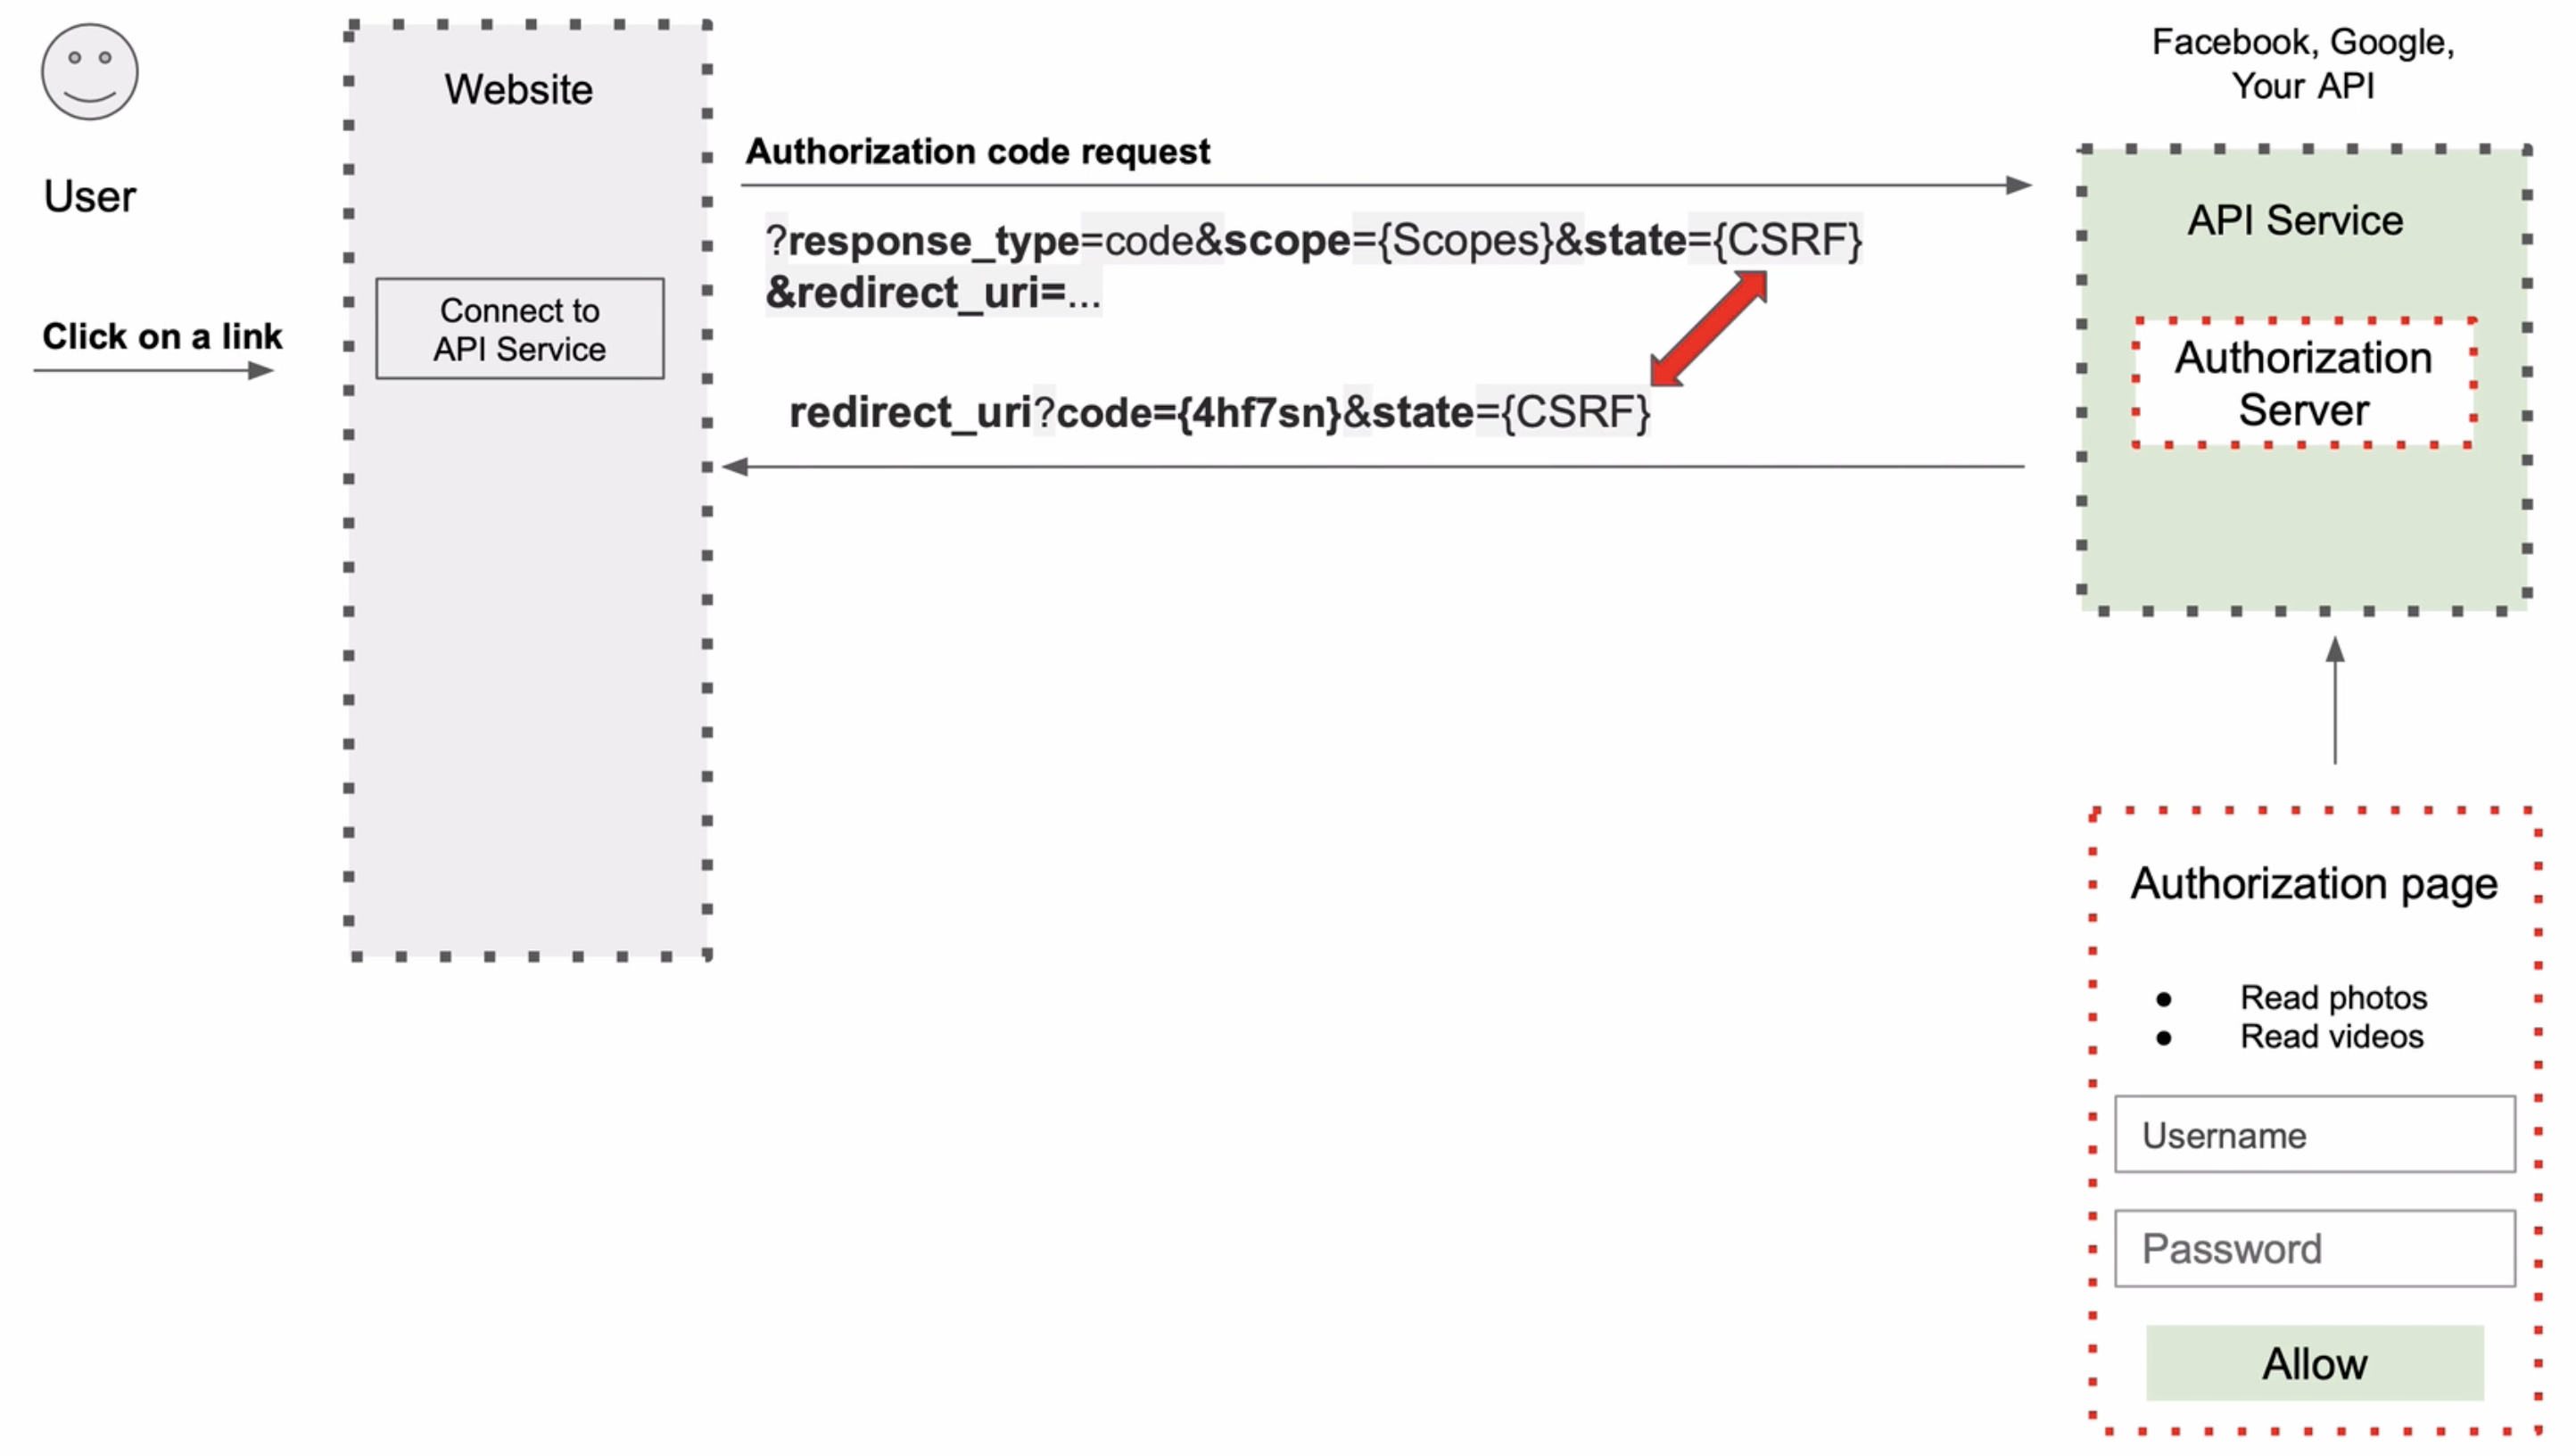 User
Click on a link
Website
Connect to
API Service
Authorization code request
?response_type=code&scope={Scopes}&state={CSRF}
&redirect_uri=...
redirect_uri?code={4hf7sn}&state={CSRF}
Facebook, Google,
Your API
API Service
Authorization
Server
Authorization page
● Read photos
● Read videos
Username
Password
Allow